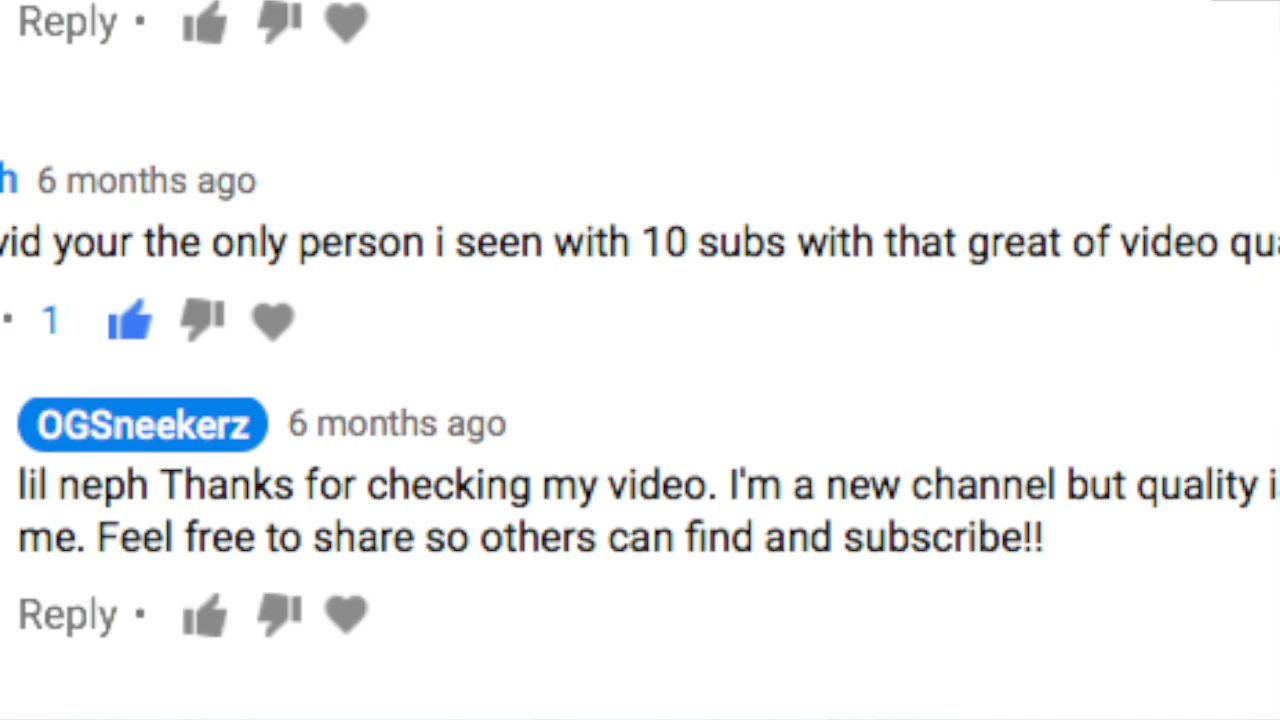 Reply •
h 6 months ago
vid your the only person i seen with 10 subs with that great of video
• 1
OGSneekerz 6 months ago
lil neph Thanks for checking my video. I'm a new channel but quality
me. Feel free to share so others can find and subscribe!!
Reply •